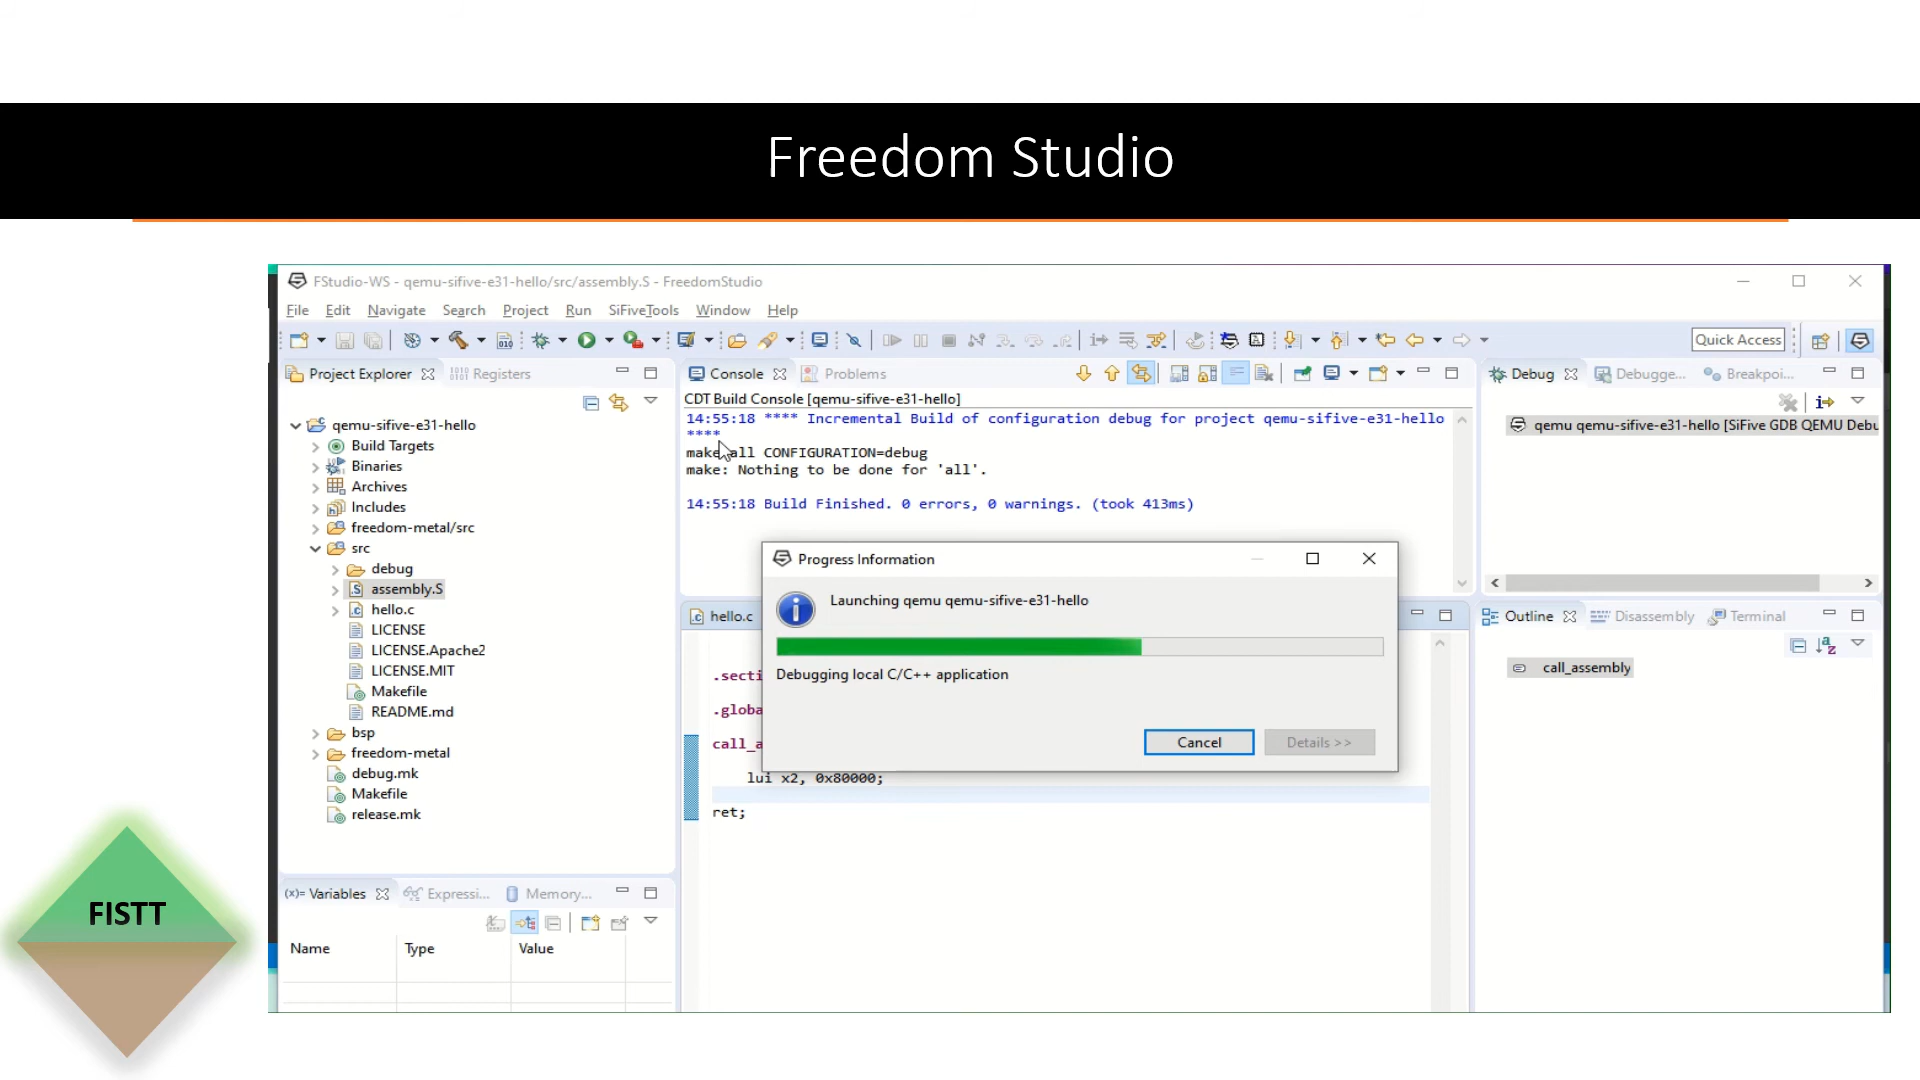 Freedom Studio
FStudio-WS - qemu-sifive-e31-hello/src/assembly.S - FreedomStudio
File Edit Navigate Search Project Run SiFiveTools Window Help
Quick Access
Project Explorer Registers
qemu-sifive-e31-hello
Build Targets
Binaries
Archives
Includes
freedom-metal/src
src
debug
assembly.S
hello.c
LICENSE
LICENSE.Apache2
LICENSE.MIT
Makefile
README.md
bsp
freedom-metal
debug.mk
Makefile
release.mk
Console Problems
CDT Build Console [qemu-sifive-e31-hello]
14:55:18 **** Incremental Build of configuration debug for project qemu-sifive-e31-hello
****
make all CONFIGURATION=debug
make: Nothing to be done for 'all'.
14:55:18 Build Finished. 0 errors, 0 warnings. (took 413ms)
Debug Debugge... Breakpoi...
qemu qemu-sifive-e31-hello [SiFive GDB QEMU Debu
Progress Information
Launching qemu qemu-sifive-e31-hello
Debugging local C/C++ application
Cancel Details >>
hello.c
.secti
.globa
call_a
lui x2, 0x80000;
ret;
Outline Disassembly Terminal
call_assembly
(x)= Variables Expressi... Memory...
Name Type Value
FISTT